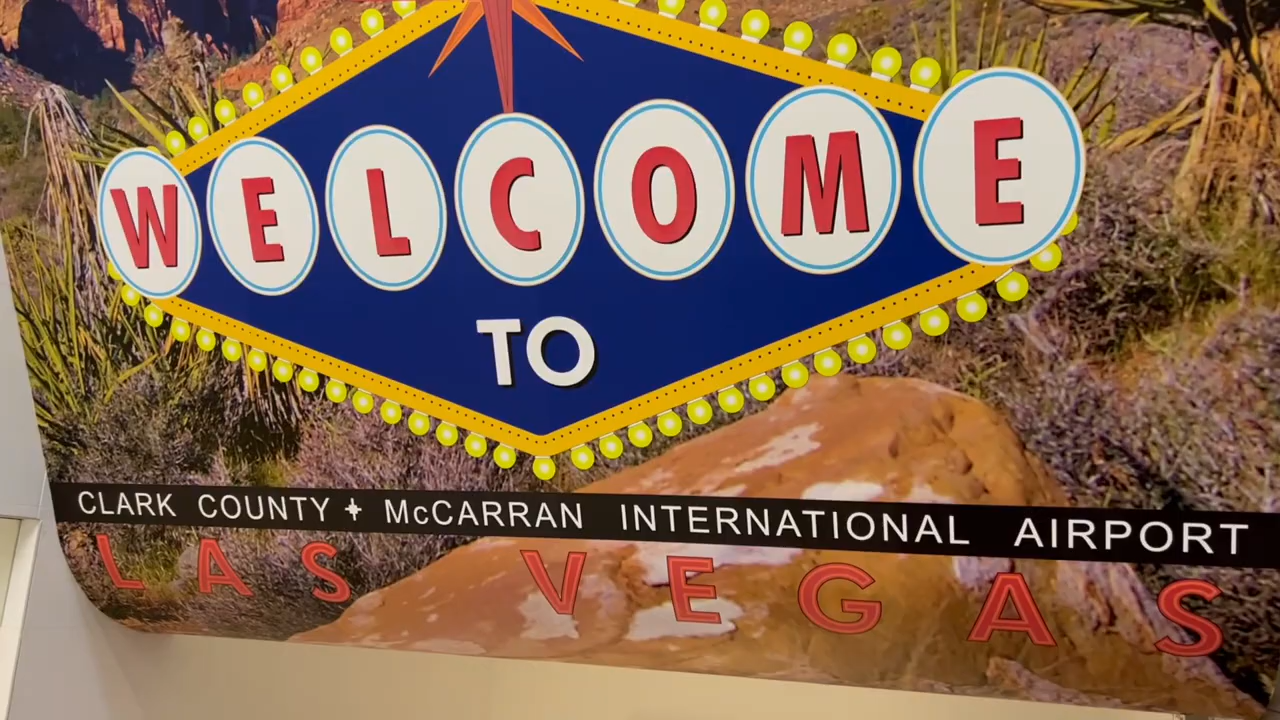 WELCOME
TO
CLARK COUNTY ✦ McCARRAN INTERNATIONAL AIRPORT
LAS VEGAS